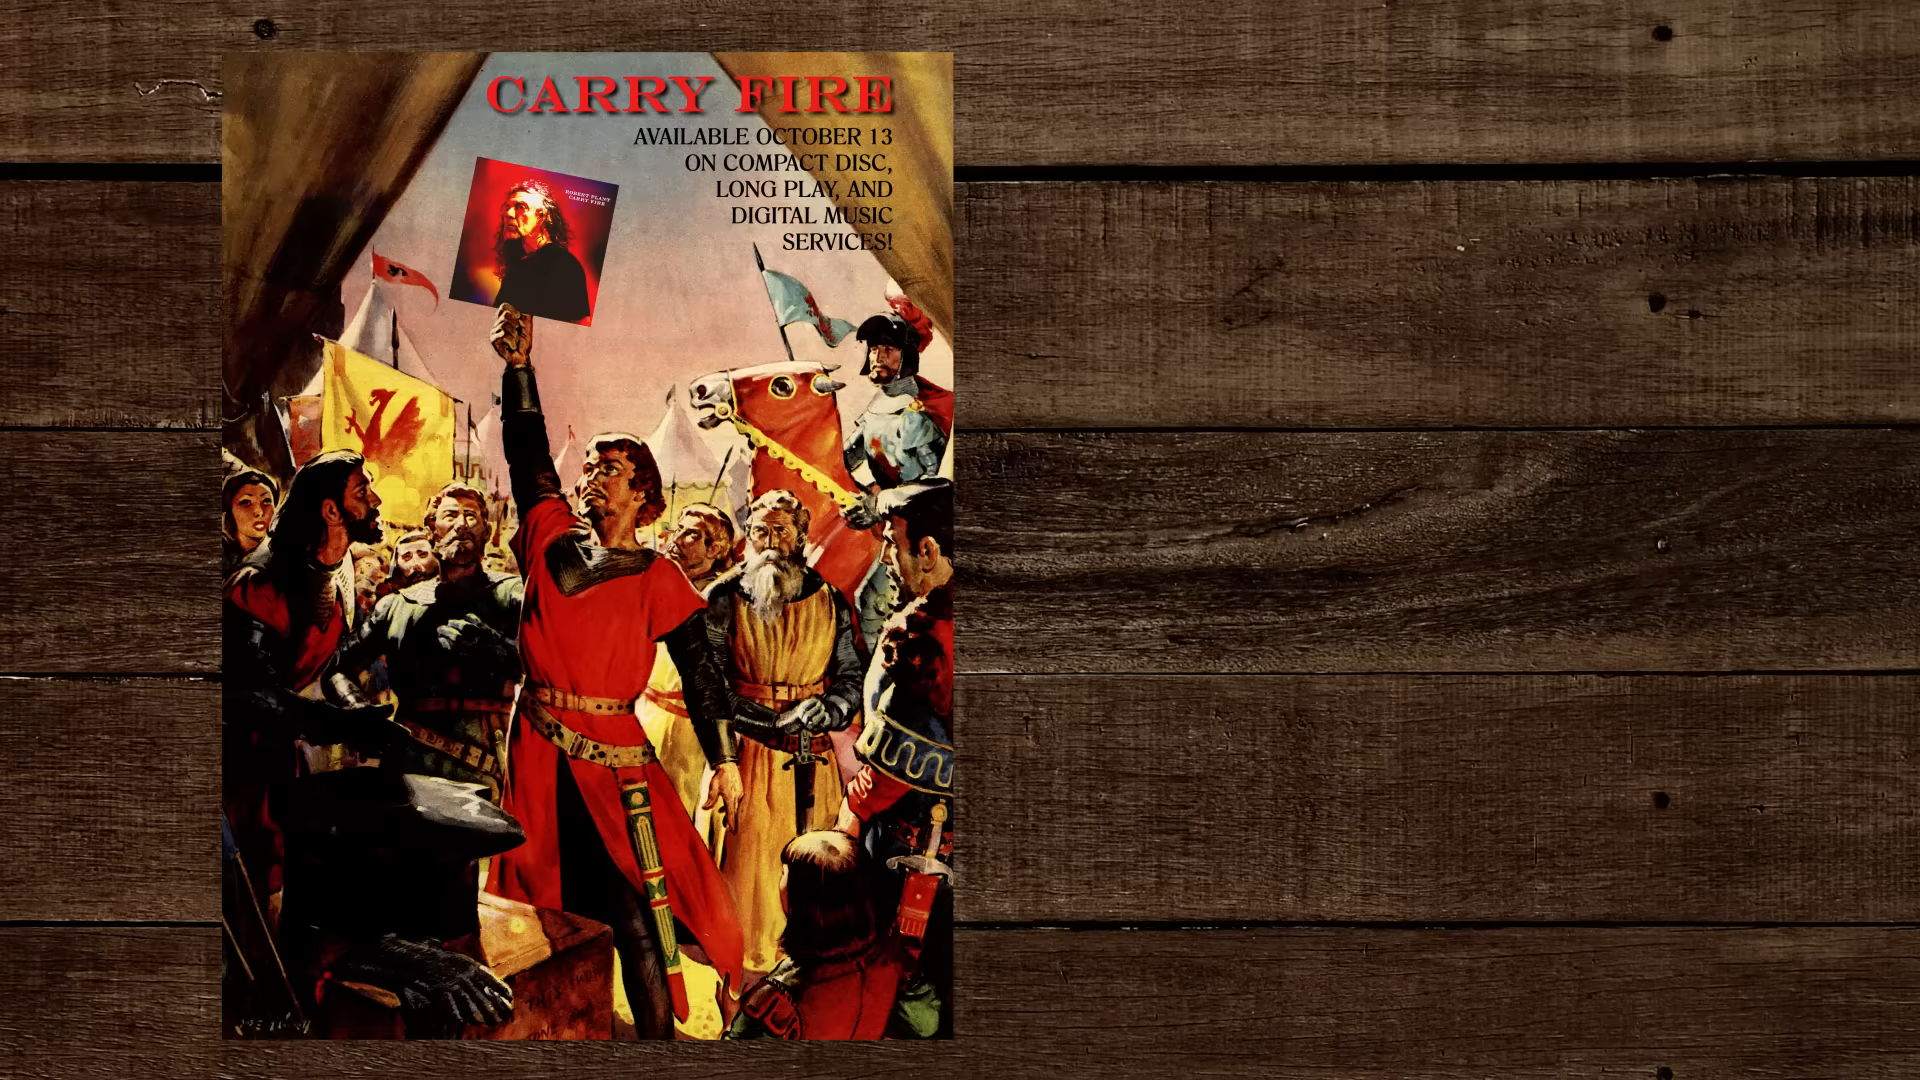 CARRY FIRE
AVAILABLE OCTOBER 13
ON COMPACT DISC,
LONG PLAY, AND
DIGITAL MUSIC
SERVICES!
ROBERT PLANT
CARRY FIRE